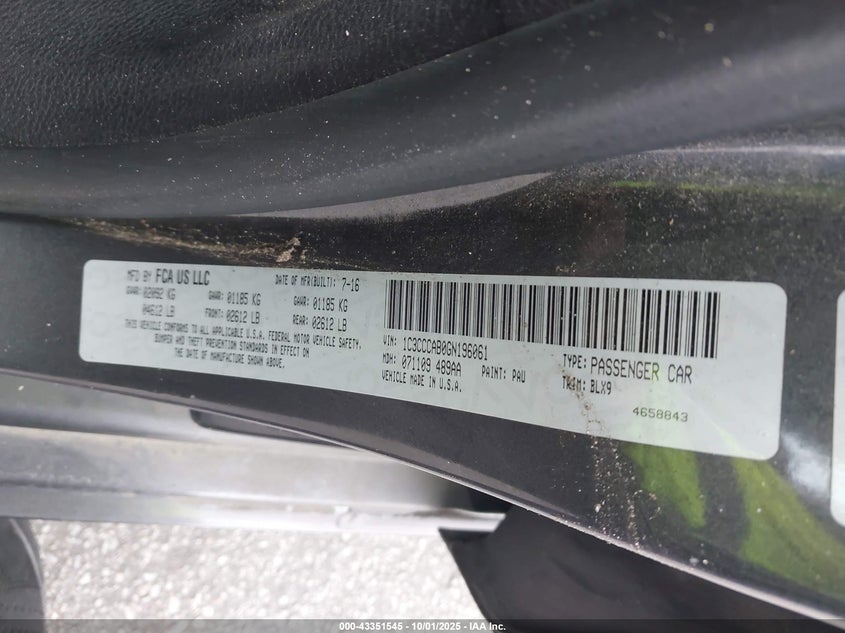 MFD BY FCA US LLC
DATE OF MFR(BUILT): 7-16
GVWR: 02092 KG GAWR: 01185 KG GAWR: 01185 KG
04612 LB FRONT: 02612 LB REAR: 02612 LB
THIS VEHICLE CONFORMS TO ALL APPLICABLE U.S.A. FEDERAL MOTOR VEHICLE SAFETY,
BUMPER AND THEFT PREVENTION STANDARDS IN EFFECT ON
THE DATE OF MANUFACTURE SHOWN ABOVE.
VIN: 1C3CCCAB0GN196061
TYPE: PASSENGER CAR
MDH: 071109 489AA PAINT: PAU TRIM: BLX9
VEHICLE MADE IN U.S.A.
4658843
000-43351545 • 10/01/2025 • IAA Inc.